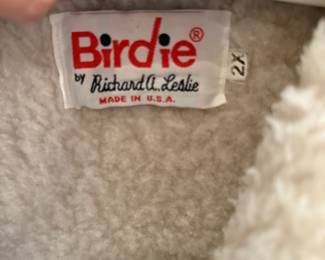 Birdie®
by Richard A. Leslie
MADE IN U.S.A.
2X